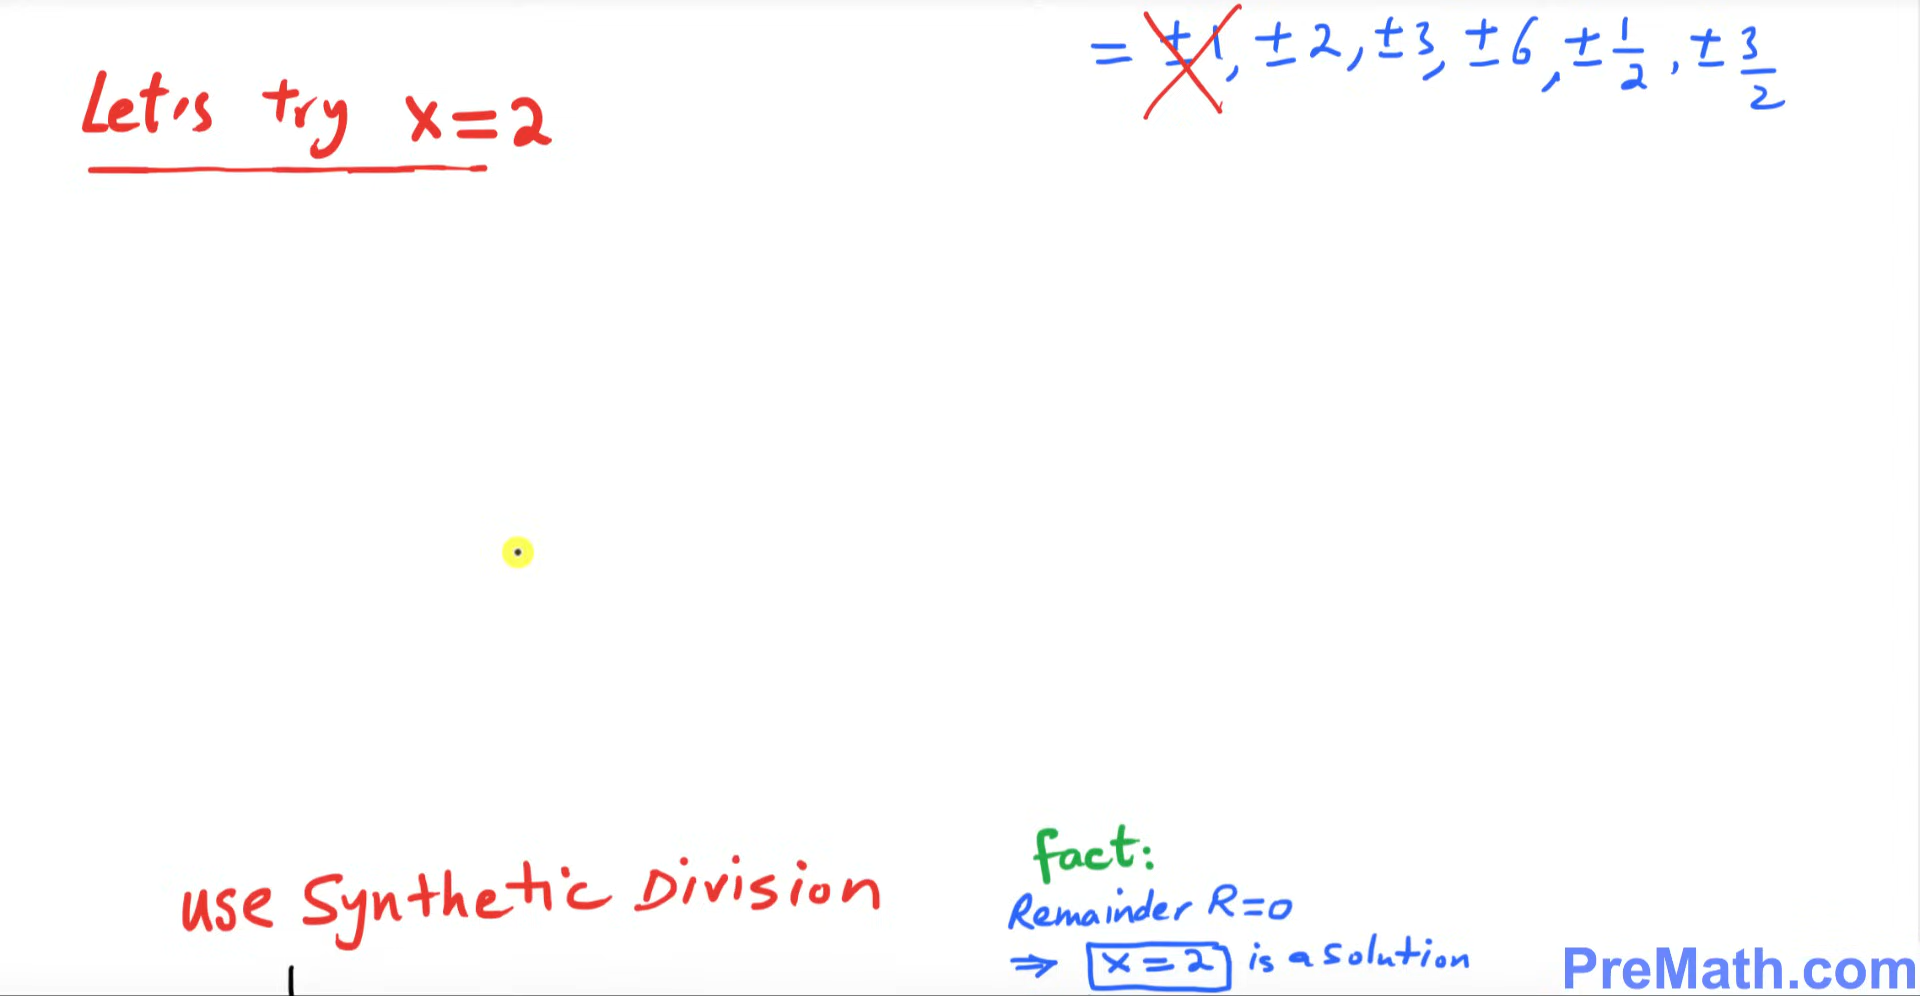 = ±1, ±2, ±3, ±6, ±1/2, ±3/2
Let's try x=2
use Synthetic Division
fact:
Remainder R=0
⇒ x=2 is a solution
PreMath.com